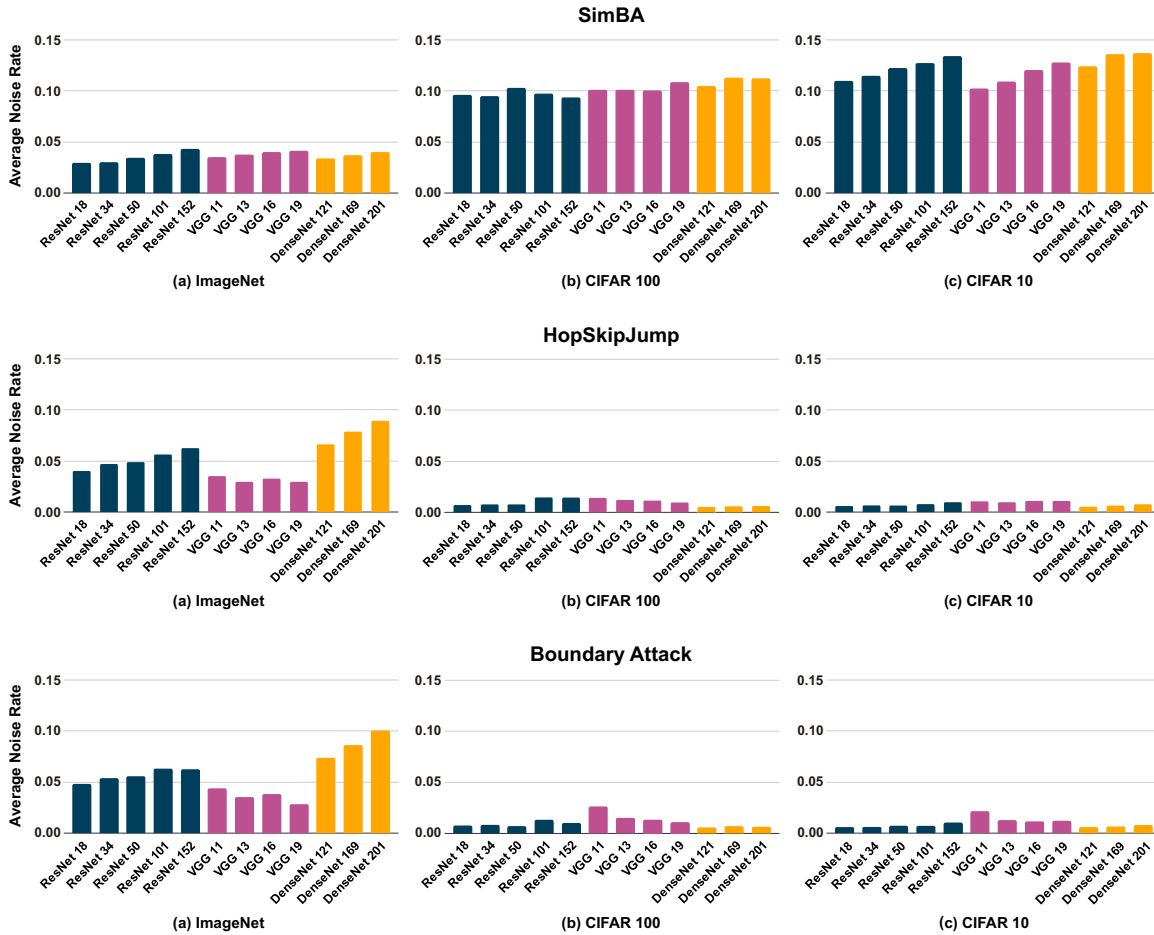 SimBA
Average Noise Rate
0.15
0.10
0.05
0.00
ResNet 18
ResNet 34
ResNet 50
ResNet 101
ResNet 152
VGG 11
VGG 13
VGG 16
VGG 19
DenseNet 121
DenseNet 169
DenseNet 201
(a) ImageNet
0.15
0.10
0.05
0.00
ResNet 18
ResNet 34
ResNet 50
ResNet 101
ResNet 152
VGG 11
VGG 13
VGG 16
VGG 19
DenseNet 121
DenseNet 169
DenseNet 201
(b) CIFAR 100
0.15
0.10
0.05
0.00
ResNet 18
ResNet 34
ResNet 50
ResNet 101
ResNet 152
VGG 11
VGG 13
VGG 16
VGG 19
DenseNet 121
DenseNet 169
DenseNet 201
(c) CIFAR 10
HopSkipJump
Average Noise Rate
0.15
0.10
0.05
0.00
ResNet 18
ResNet 34
ResNet 50
ResNet 101
ResNet 152
VGG 11
VGG 13
VGG 16
VGG 19
DenseNet 121
DenseNet 169
DenseNet 201
(a) ImageNet
0.15
0.10
0.05
0.00
ResNet 18
ResNet 34
ResNet 50
ResNet 101
ResNet 152
VGG 11
VGG 13
VGG 16
VGG 19
DenseNet 121
DenseNet 169
DenseNet 201
(b) CIFAR 100
0.15
0.10
0.05
0.00
ResNet 18
ResNet 34
ResNet 50
ResNet 101
ResNet 152
VGG 11
VGG 13
VGG 16
VGG 19
DenseNet 121
DenseNet 169
DenseNet 201
(c) CIFAR 10
Boundary Attack
Average Noise Rate
0.15
0.10
0.05
0.00
ResNet 18
ResNet 34
ResNet 50
ResNet 101
ResNet 152
VGG 11
VGG 13
VGG 16
VGG 19
DenseNet 121
DenseNet 169
DenseNet 201
(a) ImageNet
0.15
0.10
0.05
0.00
ResNet 18
ResNet 34
ResNet 50
ResNet 101
ResNet 152
VGG 11
VGG 13
VGG 16
VGG 19
DenseNet 121
DenseNet 169
DenseNet 201
(b) CIFAR 100
0.15
0.10
0.05
0.00
ResNet 18
ResNet 34
ResNet 50
ResNet 101
ResNet 152
VGG 11
VGG 13
VGG 16
VGG 19
DenseNet 121
DenseNet 169
DenseNet 201
(c) CIFAR 10